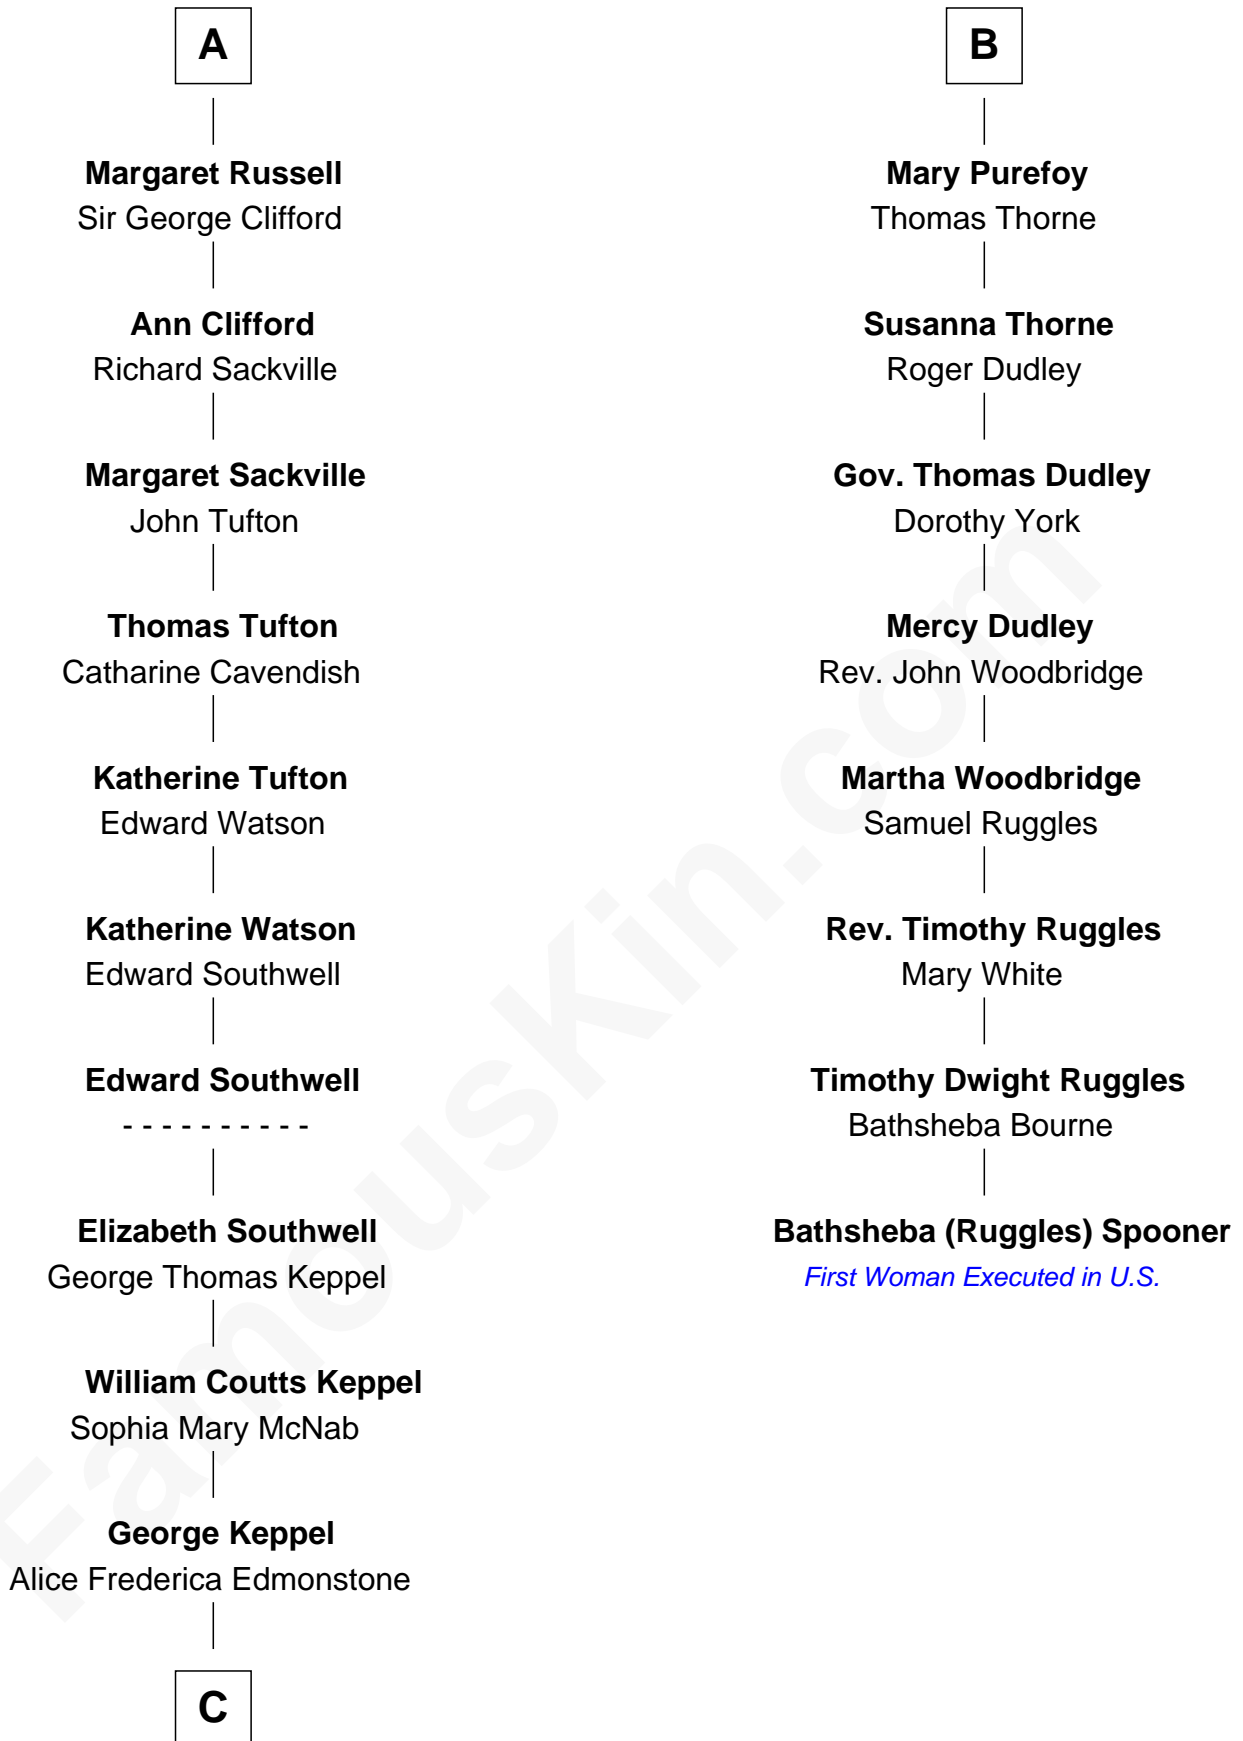 A
Margaret Russell
Sir George Clifford
Ann Clifford
Richard Sackville
Margaret Sackville
John Tufton
Thomas Tufton
Catharine Cavendish
Katherine Tufton
Edward Watson
Katherine Watson
Edward Southwell
Edward Southwell
- - - - - - - - - -
Elizabeth Southwell
George Thomas Keppel
William Coutts Keppel
Sophia Mary McNab
George Keppel
Alice Frederica Edmonstone
C
B
Mary Purefoy
Thomas Thorne
Susanna Thorne
Roger Dudley
Gov. Thomas Dudley
Dorothy York
Mercy Dudley
Rev. John Woodbridge
Martha Woodbridge
Samuel Ruggles
Rev. Timothy Ruggles
Mary White
Timothy Dwight Ruggles
Bathsheba Bourne
Bathsheba (Ruggles) Spooner
First Woman Executed in U.S.
FamousKin.com